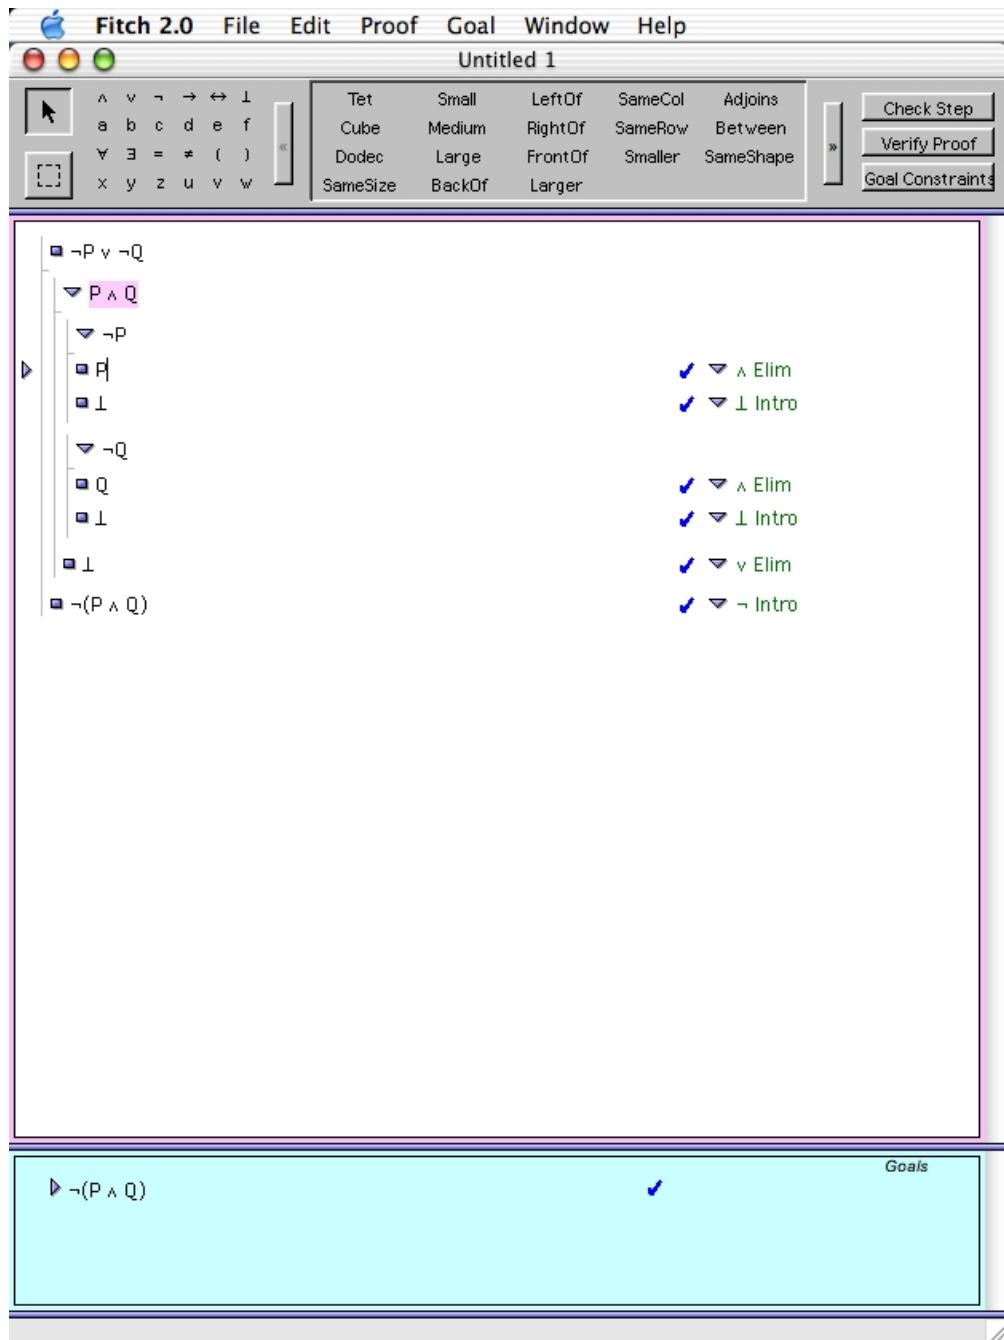 Fitch 2.0 File Edit Proof Goal Window Help
Untitled 1
∧ ∨ ¬ → ↔ ⊥
a b c d e f
∀ ∃ = ≠ ( )
x y z u v w
«
Tet Small LeftOf SameCol Adjoins
Cube Medium RightOf SameRow Between
Dodec Large FrontOf Smaller SameShape
SameSize BackOf Larger
»
Check Step
Verify Proof
Goal Constraints
¬P ∨ ¬Q
P ∧ Q
¬P
P ∧ Elim
⊥ ⊥ Intro
¬Q
Q ∧ Elim
⊥ ⊥ Intro
⊥ ∨ Elim
¬(P ∧ Q) ¬ Intro
Goals
¬(P ∧ Q)